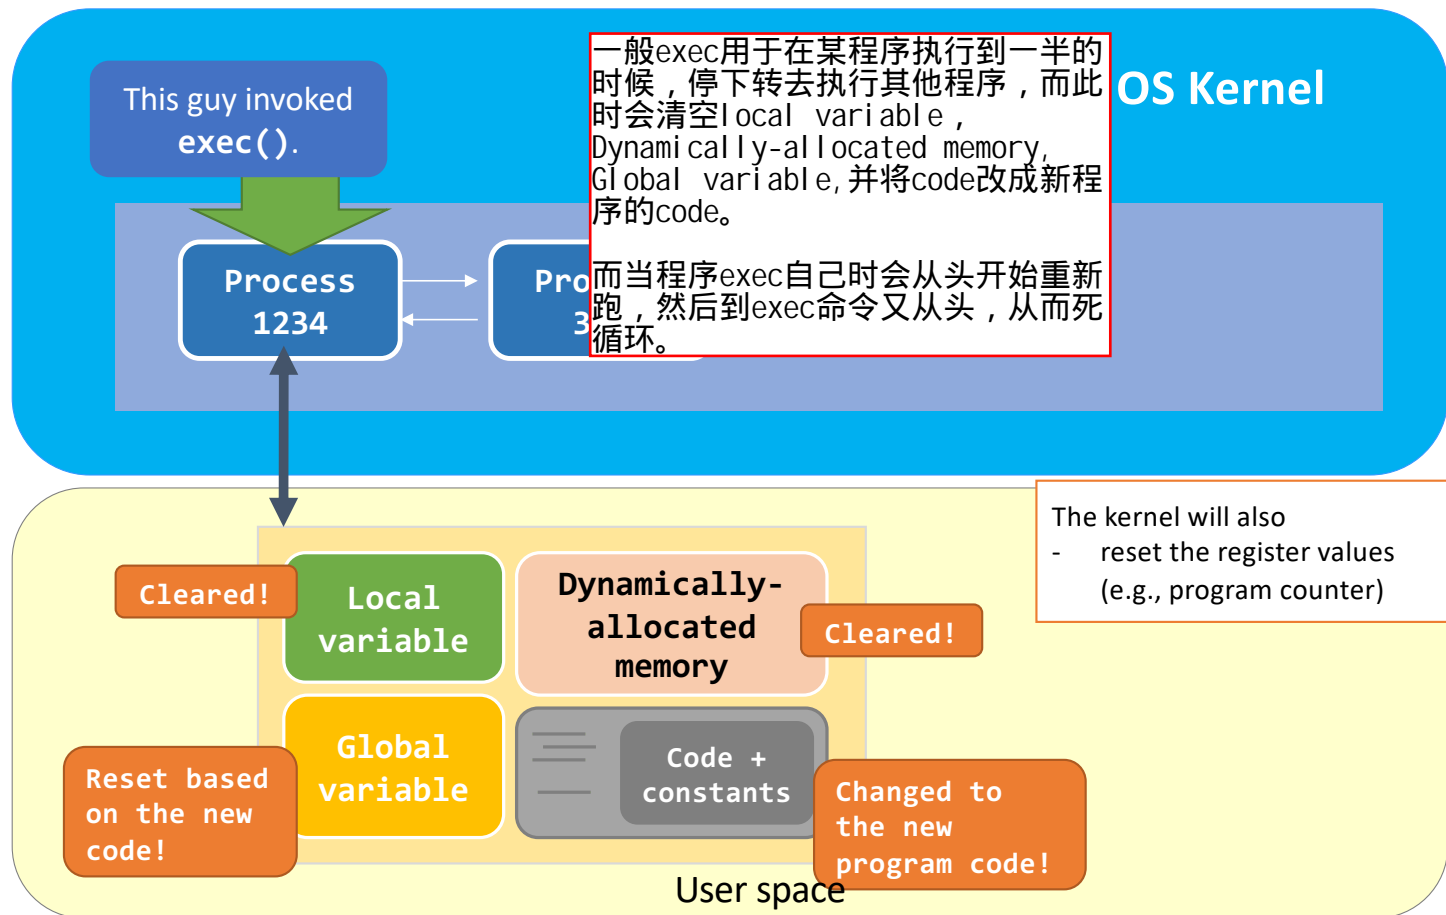 This guy invoked
exec().
一般exec用于在某程序执行到一半的
时候，停下转去执行其他程序，而此
时会清空local variable，
Dynamically-allocated memory,
Global variable,并将code改成新程
序的code。
而当程序exec自己时会从头开始重新
跑，然后到exec命令又从头，从而死
循环。
OS Kernel
Process
1234
Pro
3
The kernel will also
- reset the register values
(e.g., program counter)
Cleared!
Local
variable
Dynamically-
allocated
memory
Cleared!
Global
variable
Code +
constants
Reset based
on the new
code!
Changed to
the new
program code!
User space